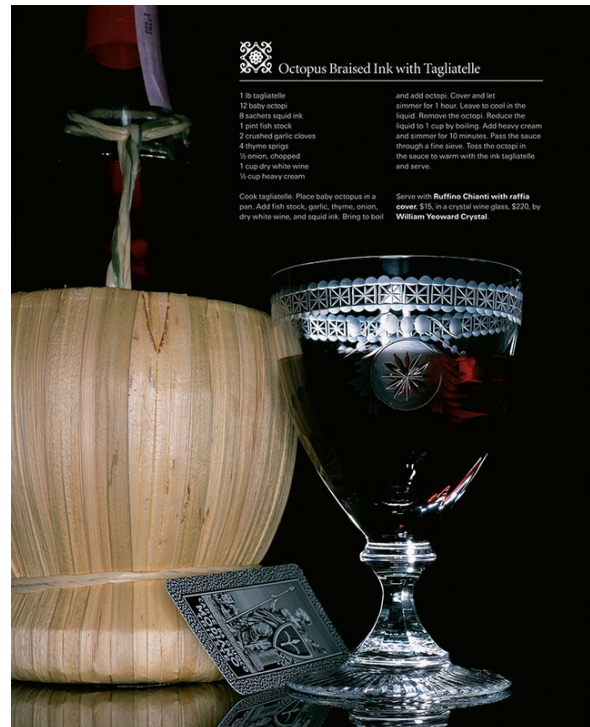 Octopus Braised Ink with Tagliatelle
1 lb tagliatelle
12 baby octopi
8 sachets squid ink
1 pint fish stock
2 crushed garlic cloves
4 thyme sprigs
½ onion, chopped
1 cup dry white wine
½ cup heavy cream
Cook tagliatelle. Place baby octopus in a
pan. Add fish stock, garlic, thyme, onion,
dry white wine, and squid ink. Bring to boil
and add octopi. Cover and let
simmer for 1 hour. Leave to cool in the
liquid. Remove the octopi. Reduce the
liquid to 1 cup by boiling. Add heavy cream
and simmer for 10 minutes. Pass the sauce
through a fine sieve. Toss the octopi in
the sauce to warm with the ink tagliatelle
and serve.
Serve with Ruffino Chianti with raffia
cover, $15, in a crystal wine glass, $220, by
William Yeoward Crystal.